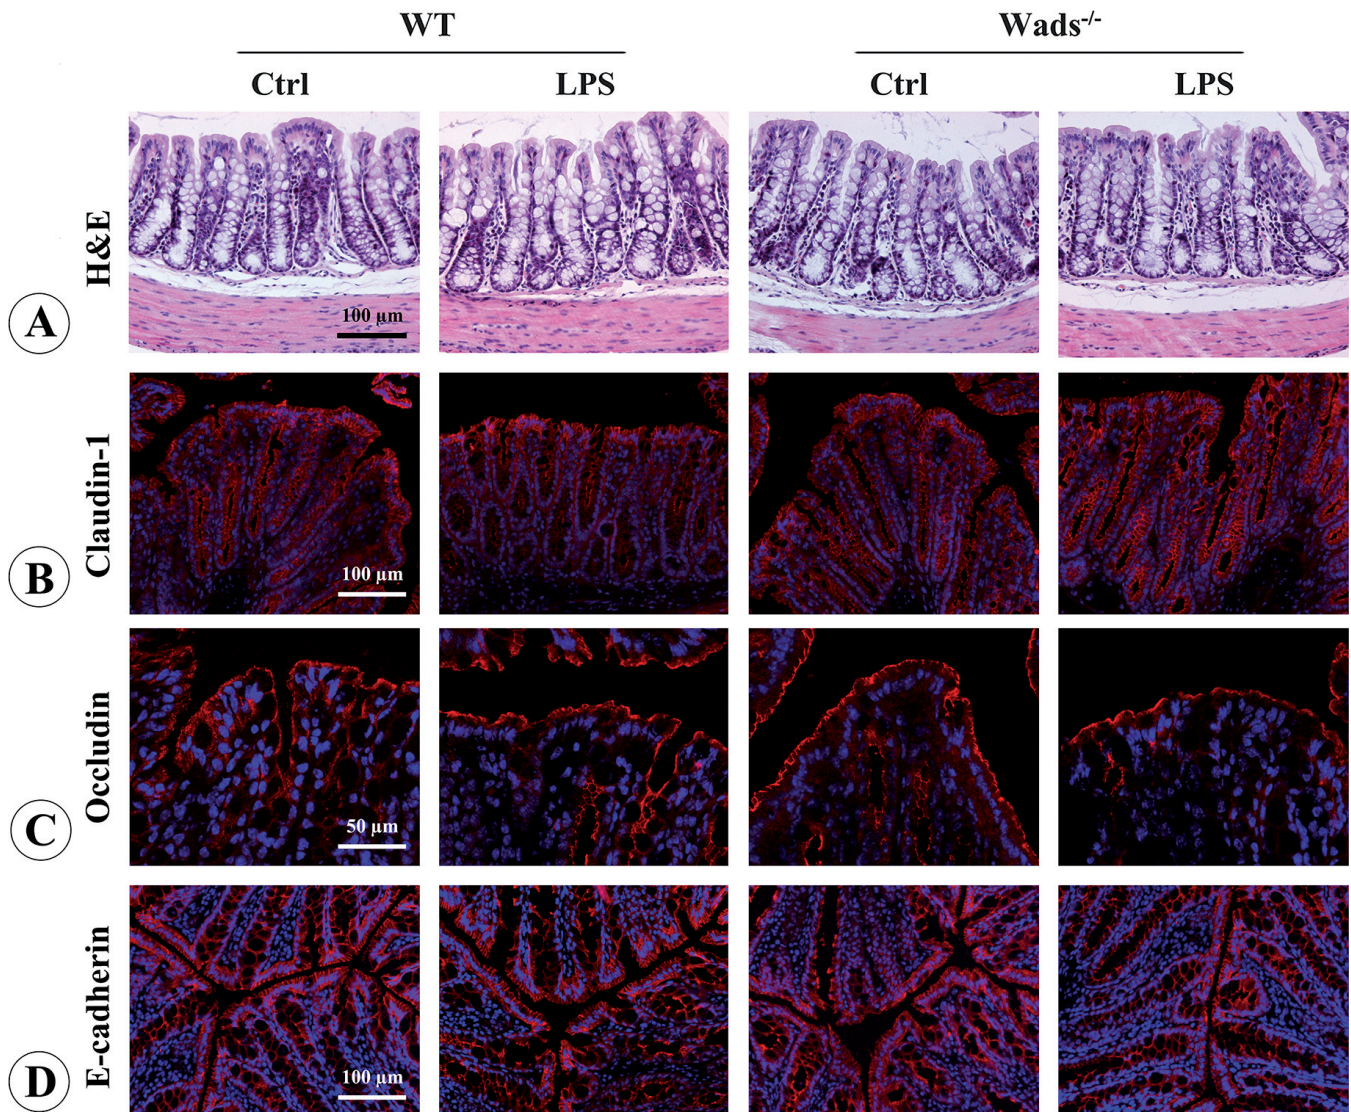 WT
Wads-/-
Ctrl
LPS
Ctrl
LPS
A
H&E
100 µm
B
Claudin-1
100 µm
C
Occludin
50 µm
D
E-cadherin
100 µm